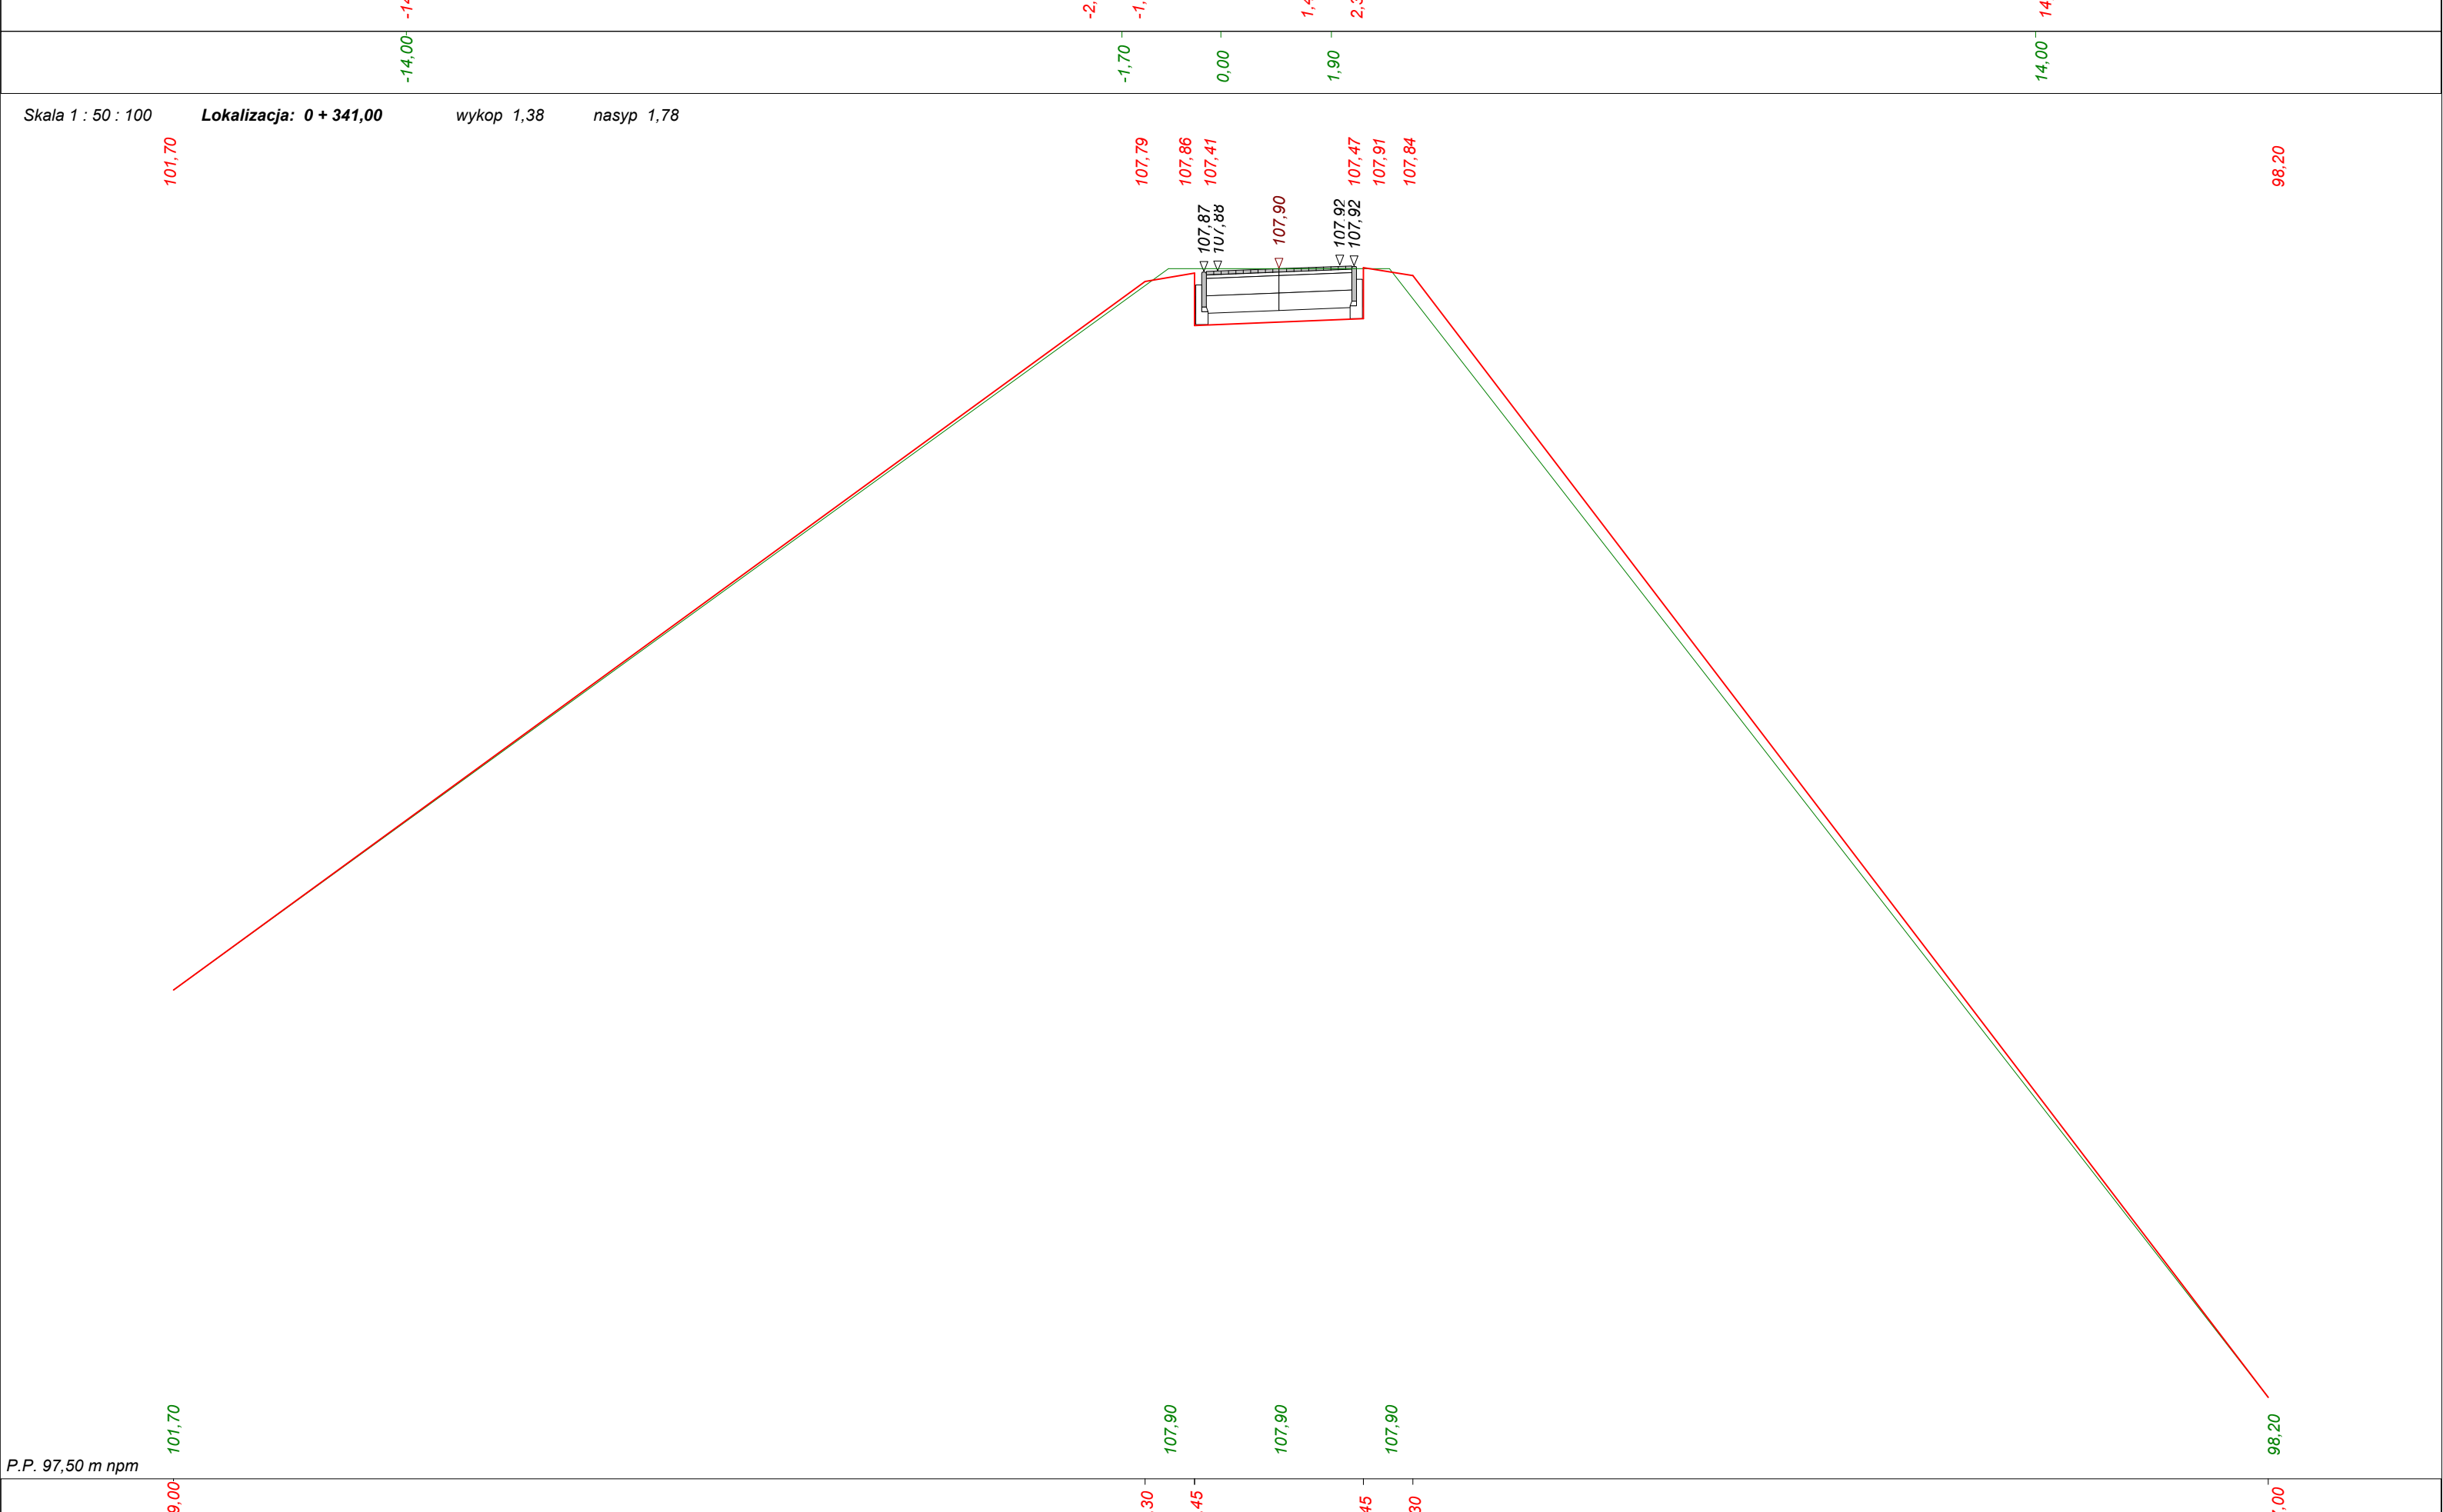 -14,00 -1,70 0,00 1,90 14,00
Skala 1 : 50 : 100 Lokalizacja: 0 + 341,00 wykop 1,38 nasyp 1,78
101,70 107,79 107,86 107,41 107,47 107,91 107,84 98,20
107,87 107,88 107,90 107,92 107,92
101,70 107,90 107,90 107,90 98,20
P.P. 97,50 m npm